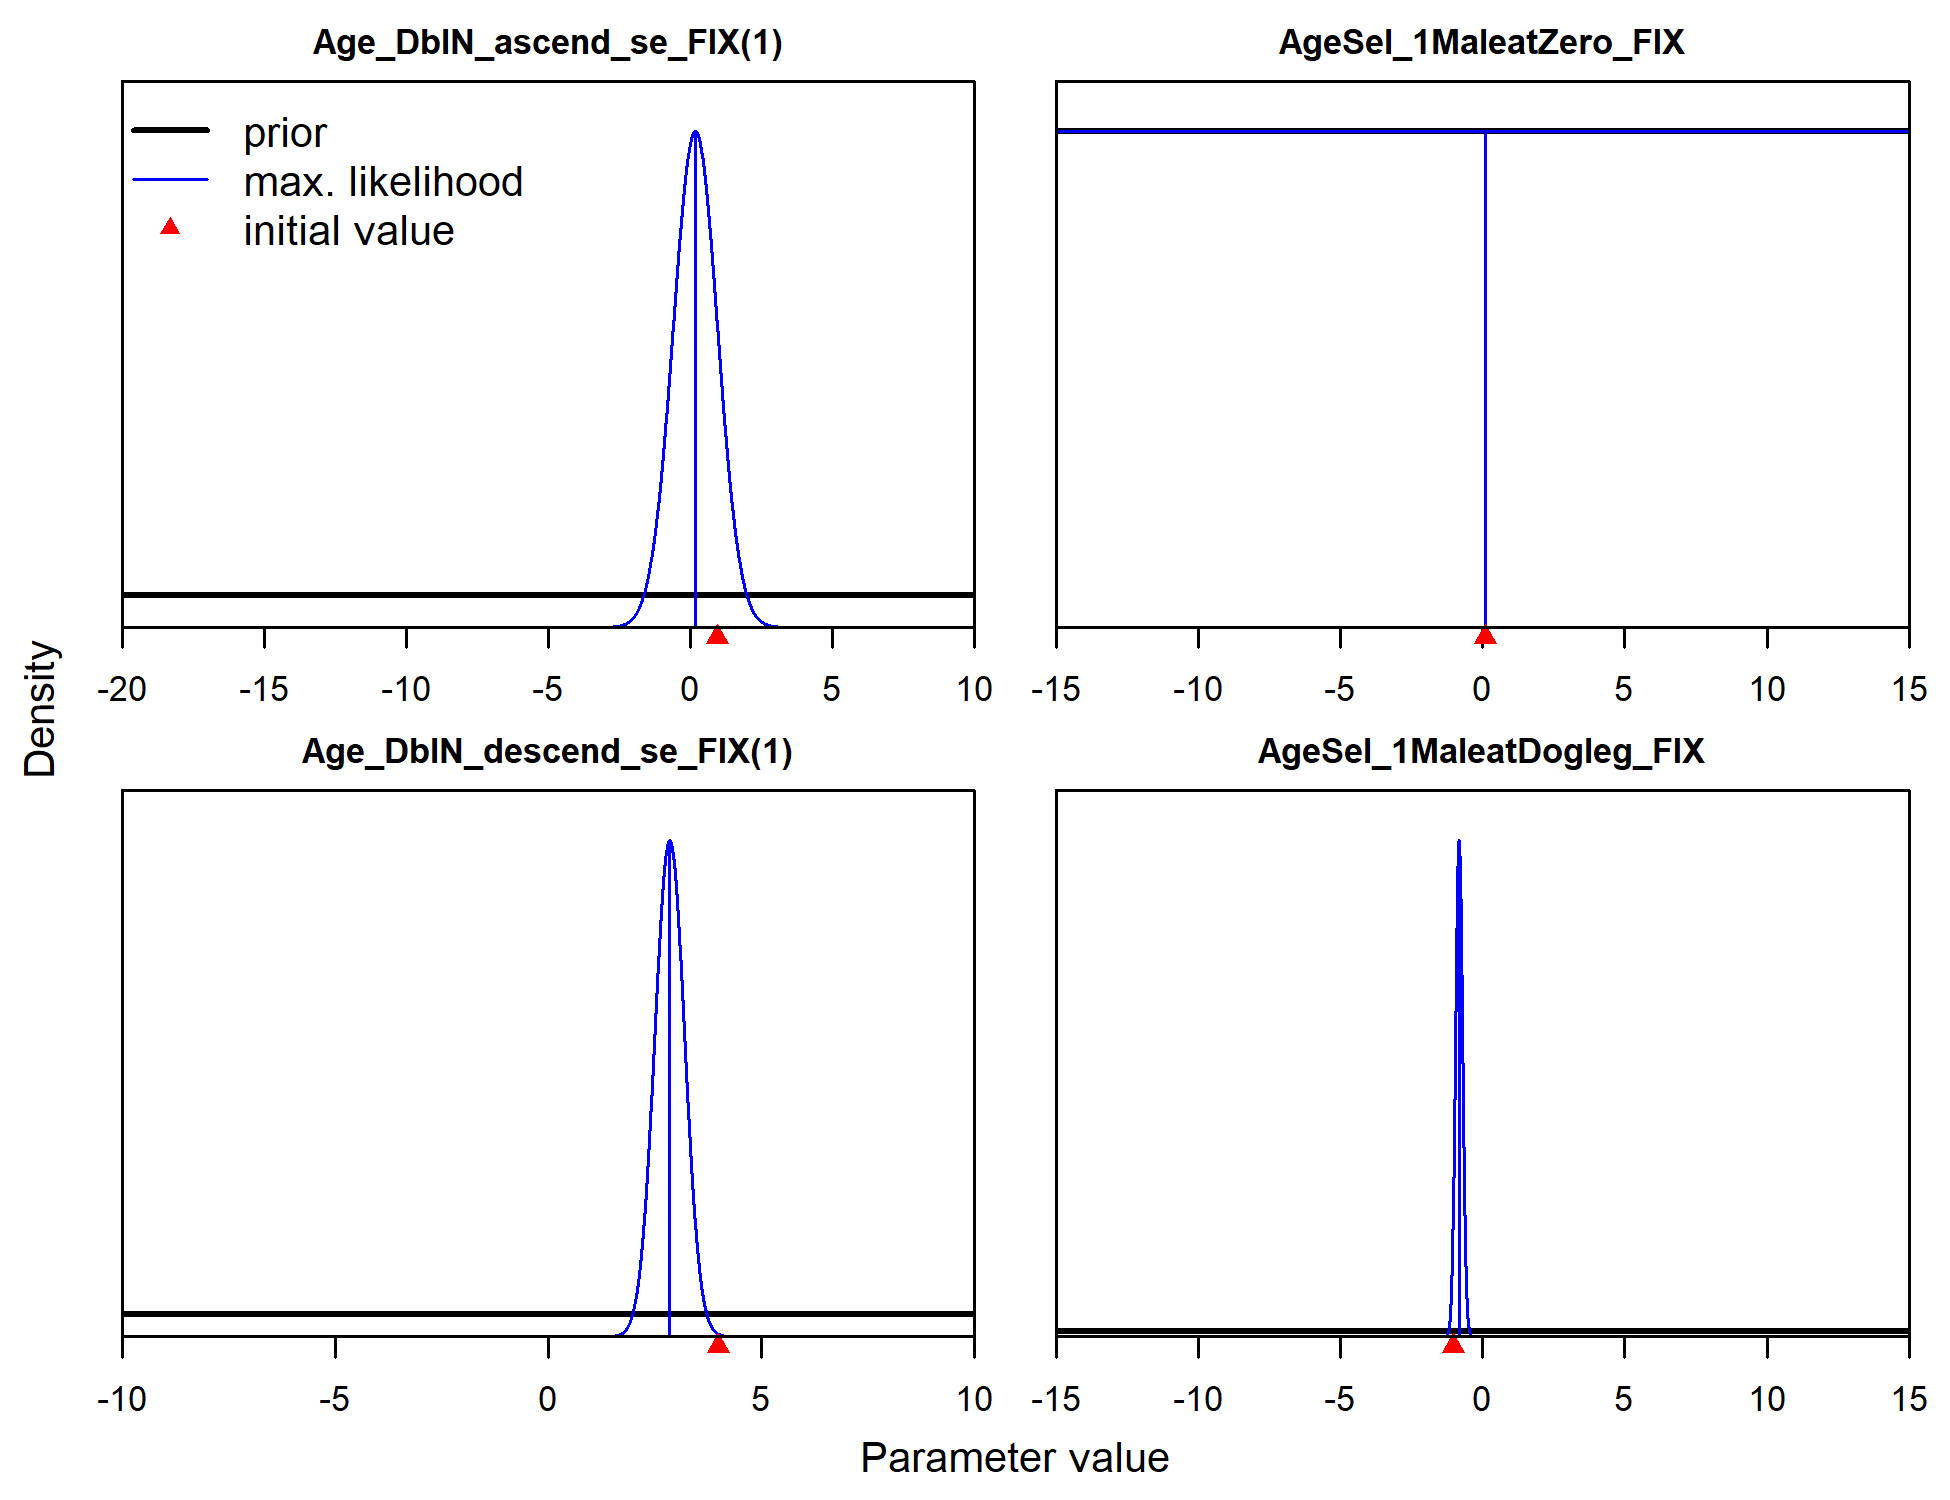 Age_DblN_ascend_se_FIX(1)
prior
max. likelihood
initial value
-20 -15 -10 -5 0 5 10
AgeSel_1MaleatZero_FIX
-15 -10 -5 0 5 10 15
Age_DblN_descend_se_FIX(1)
-10 -5 0 5 10
AgeSel_1MaleatDogleg_FIX
-15 -10 -5 0 5 10 15
Density
Parameter value